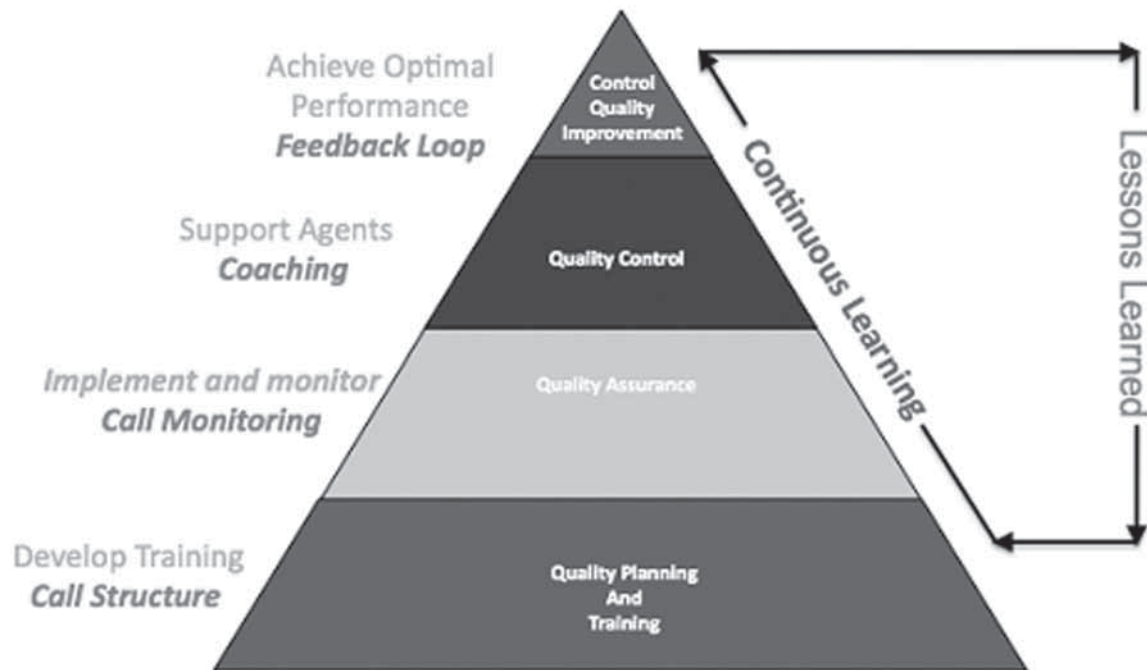 Achieve Optimal
Performance
Feedback Loop
Control
Quality
Improvement
Support Agents
Coaching
Quality Control
Implement and monitor
Call Monitoring
Quality Assurance
Develop Training
Call Structure
Quality Planning
And
Training
Continuous Learning
Lessons Learned